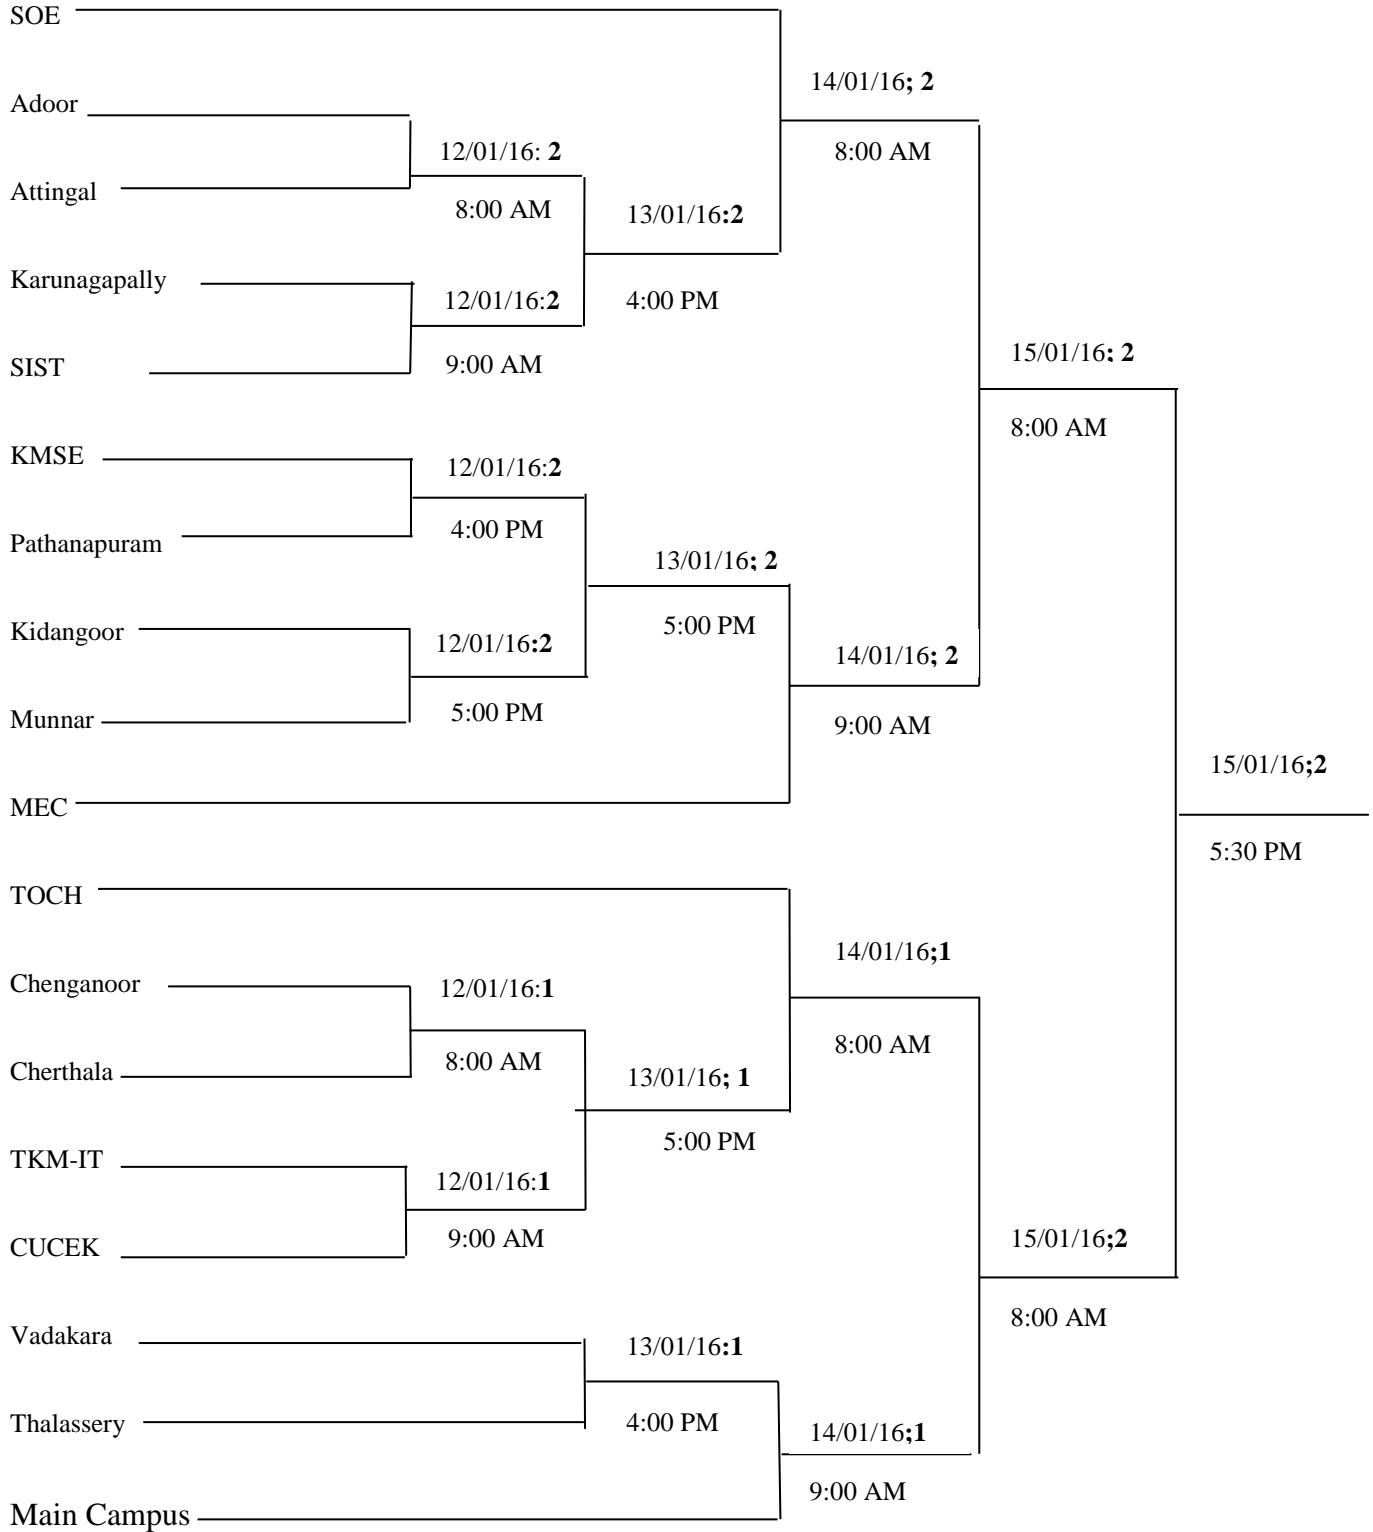 SOE
14/01/16; 2
Adoor
12/01/16: 2
8:00 AM
Attingal
8:00 AM
13/01/16:2
Karunagapally
12/01/16:2
4:00 PM
15/01/16; 2
SIST
9:00 AM
8:00 AM
KMSE
12/01/16:2
4:00 PM
Pathanapuram
13/01/16; 2
Kidangoor
12/01/16:2
5:00 PM
14/01/16; 2
Munnar
5:00 PM
9:00 AM
15/01/16;2
MEC
5:30 PM
TOCH
14/01/16;1
Chenganoor
12/01/16:1
8:00 AM
Cherthala
8:00 AM
13/01/16; 1
5:00 PM
TKM-IT
12/01/16:1
CUCEK
9:00 AM
15/01/16;2
8:00 AM
Vadakara
13/01/16:1
Thalassery
4:00 PM
14/01/16;1
9:00 AM
Main Campus